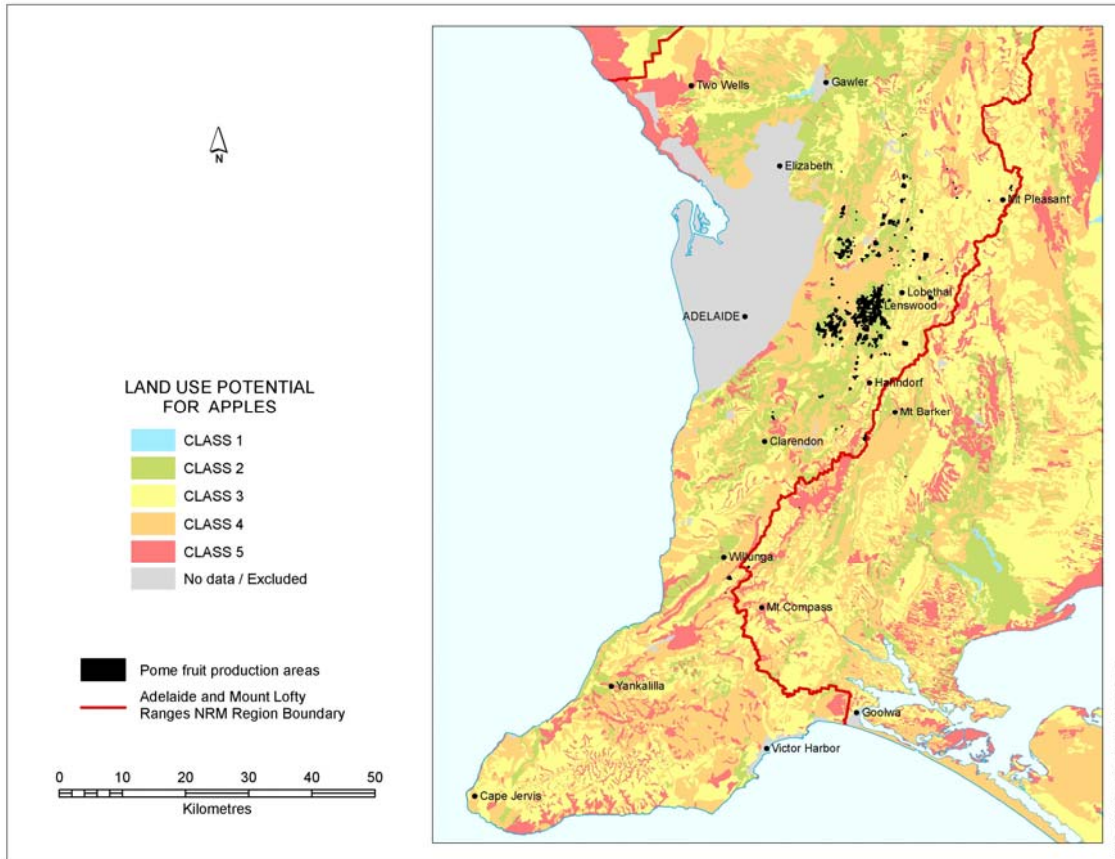 N
LAND USE POTENTIAL
FOR APPLES
CLASS 1
CLASS 2
CLASS 3
CLASS 4
CLASS 5
No data / Excluded
Pome fruit production areas
Adelaide and Mount Lofty
Ranges NRM Region Boundary
0 10 20 30 40 50
Kilometres
Two Wells
Gawler
Elizabeth
Mt Pleasant
Lobethal
Lenswood
ADELAIDE
Hahndorf
Mt Barker
Clarendon
Willunga
Mt Compass
Yankalilla
Goolwa
Victor Harbor
Cape Jervis